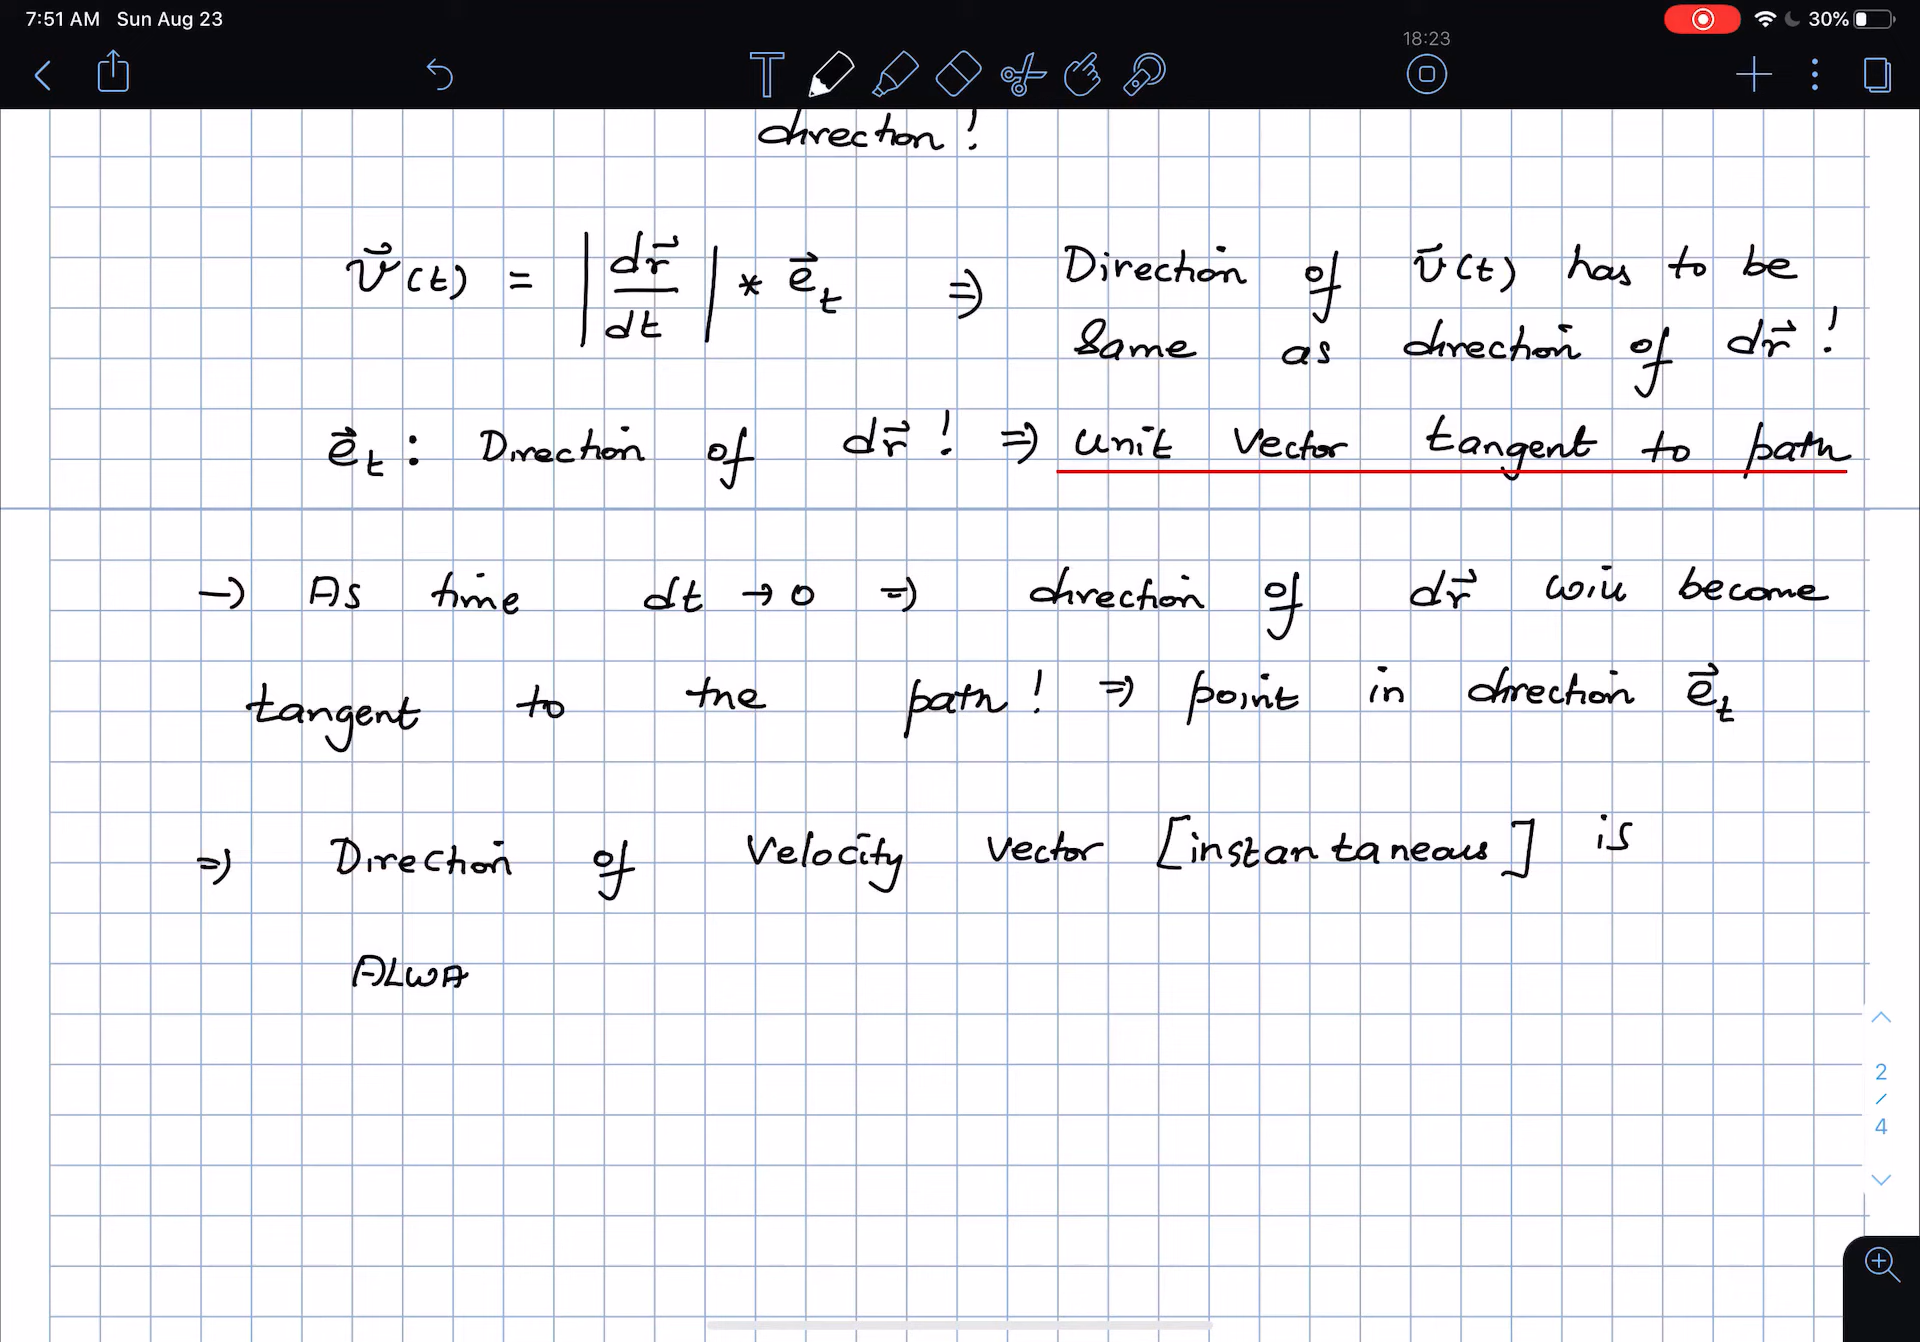 7:51 AM Sun Aug 23
30%
18:23
direction!
v⃗(t) = |dr⃗/dt| * e⃗t ⇒ Direction of v⃗(t) has to be
Same as direction of dr⃗!
e⃗t: Direction of dr⃗! ⇒ unit vector tangent to path
→ As time dt → 0 ⇒ direction of dr⃗ will become
tangent to the path! ⇒ point in direction e⃗t
⇒ Direction of velocity vector [instantaneous] is
ALWA
2
/
4